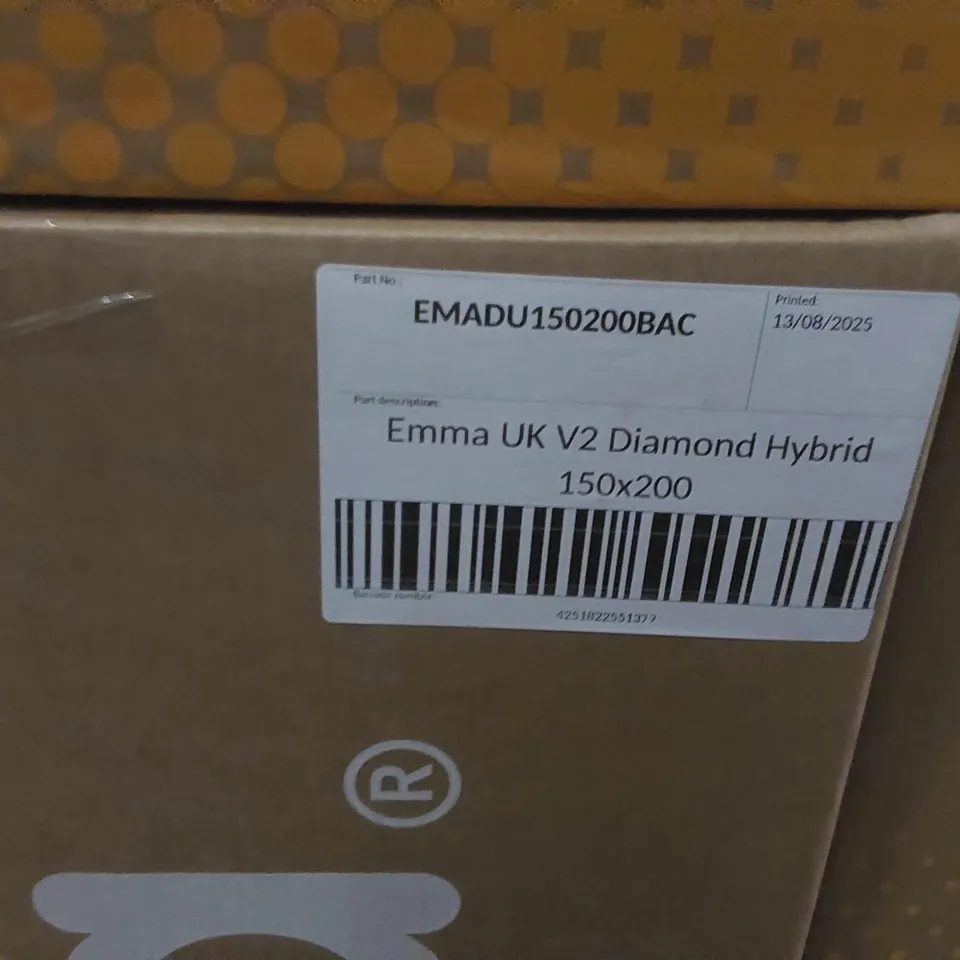 Part No.:
EMADU150200BAC
Printed:
13/08/2025
Part description:
Emma UK V2 Diamond Hybrid
150x200
Barcode number
4251822551377
®